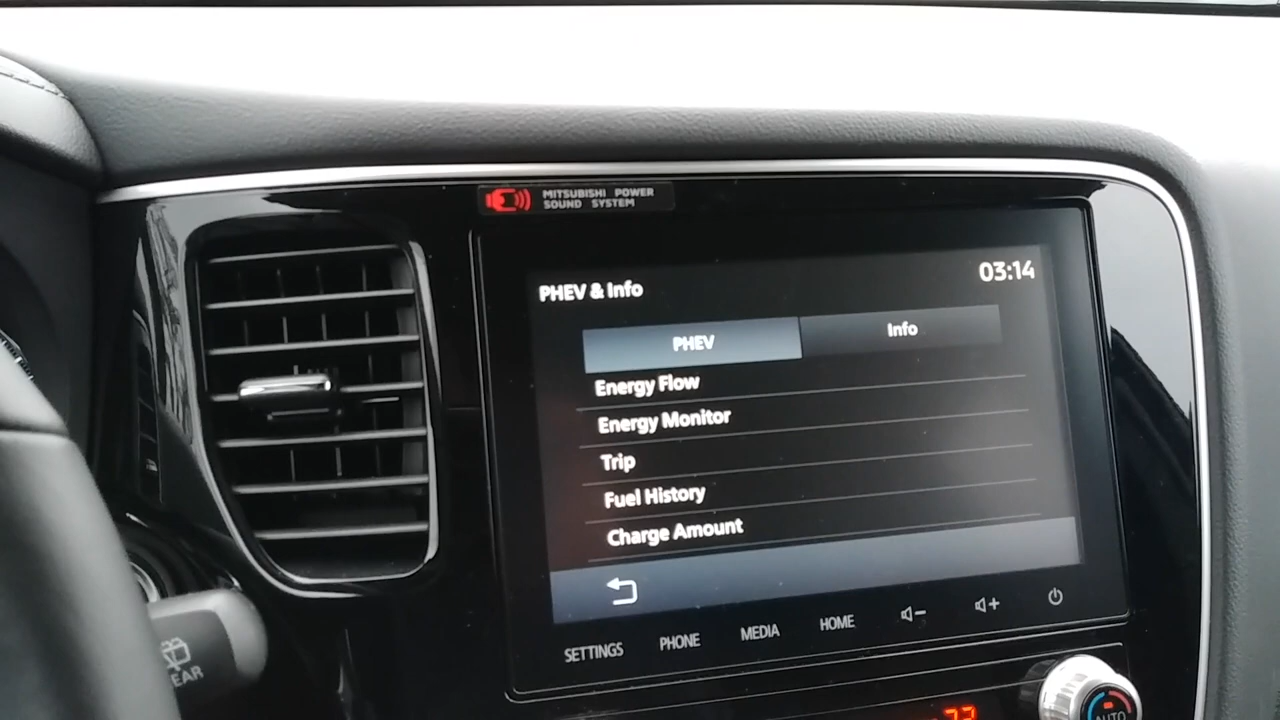 MITSUBISHI POWER
SOUND SYSTEM
03:14
PHEV & Info
PHEV
Info
Energy Flow
Energy Monitor
Trip
Fuel History
Charge Amount
SETTINGS
PHONE
MEDIA
HOME
AUTO